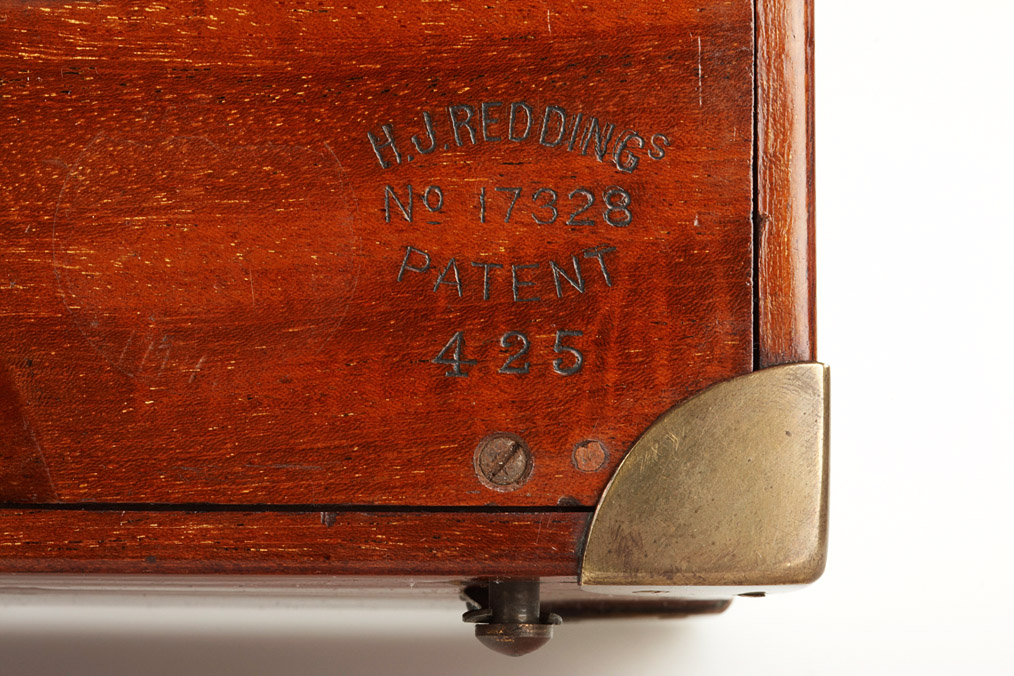 H.J. REDDINGS
No 17328
PATENT
425